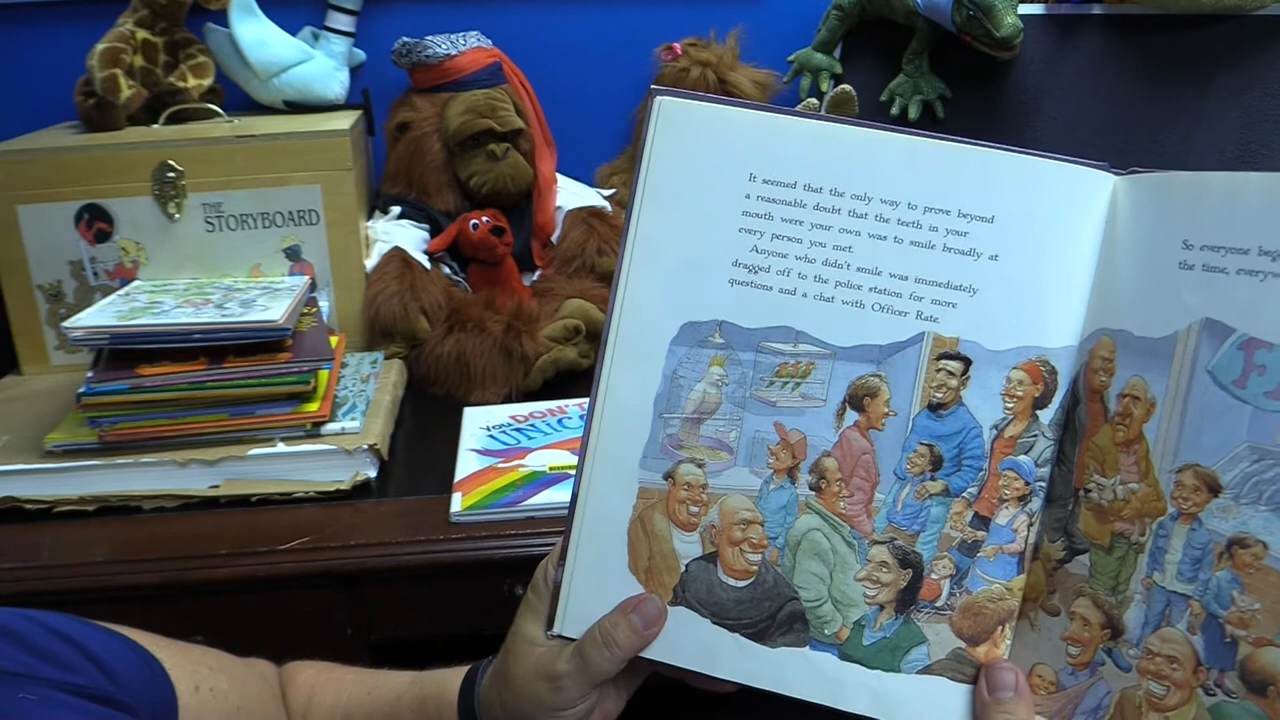 THE
STORYBOARD
YOU DON'T
UNIC
It seemed that the only way to prove beyond
a reasonable doubt that the teeth in your
mouth were your own was to smile broadly at
every person you met.
Anyone who didn't smile was immediately
dragged off to the police station for more
questions and a chat with Officer Rate.
So everyone beg
the time, every
F